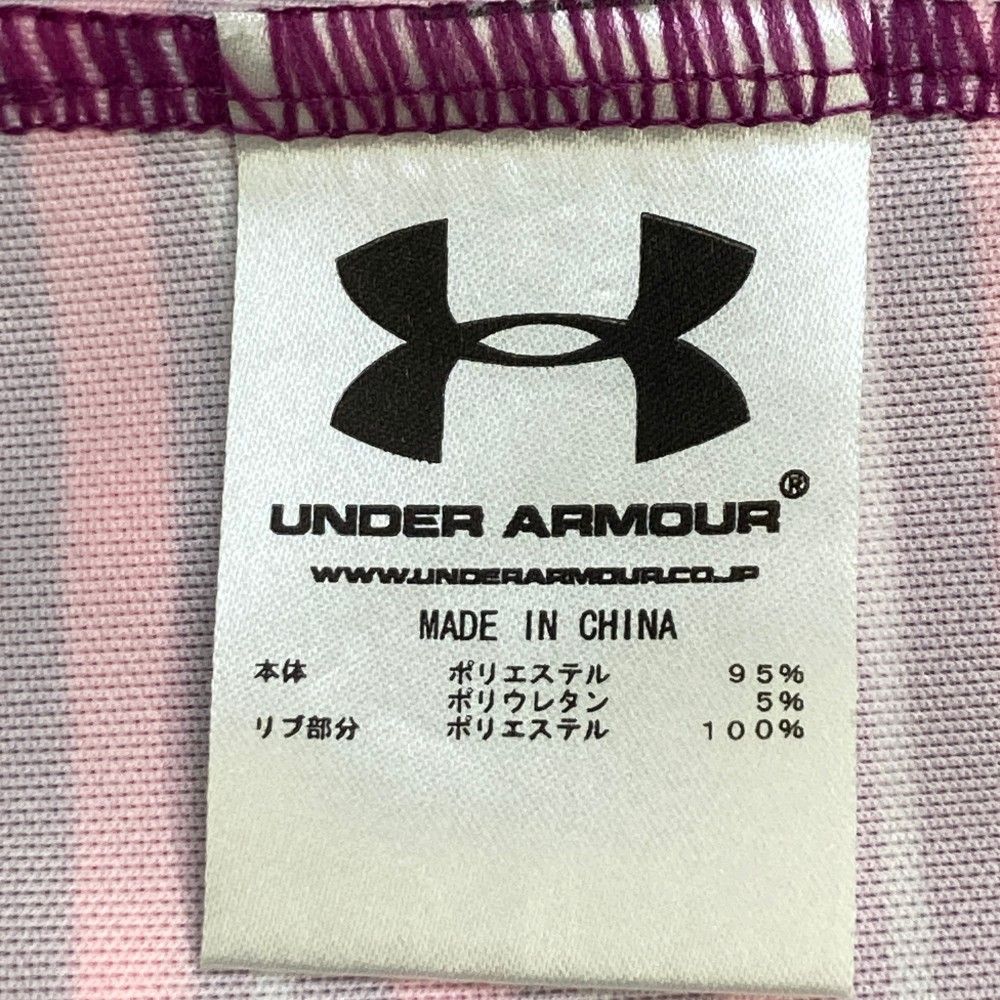 UNDER ARMOUR®
WWW.UNDERARMOUR.CO.JP
MADE IN CHINA
本体 ポリエステル 95%
ポリウレタン 5%
リブ部分 ポリエステル 100%